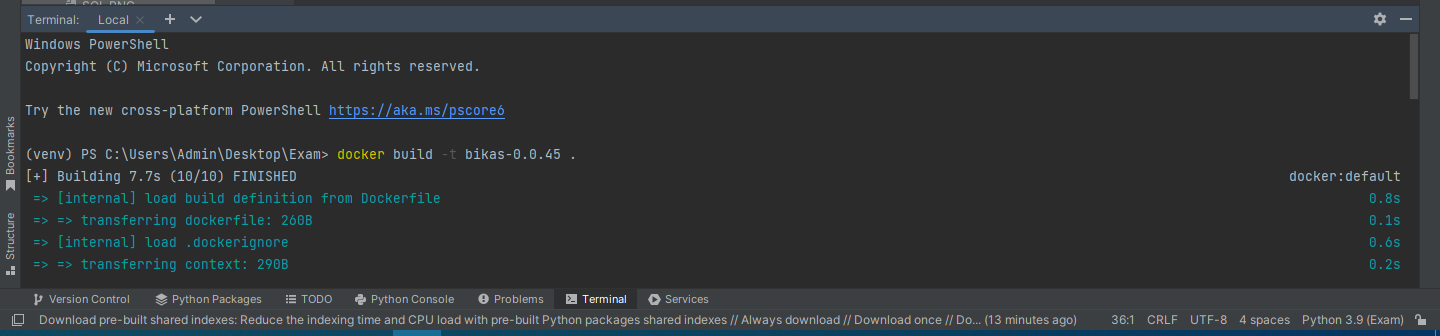 SQL.PNG
Terminal: Local
Windows PowerShell
Copyright (C) Microsoft Corporation. All rights reserved.
Try the new cross-platform PowerShell https://aka.ms/pscore6
(venv) PS C:\Users\Admin\Desktop\Exam> docker build -t bikas-0.0.45 .
[+] Building 7.7s (10/10) FINISHED docker:default
=> [internal] load build definition from Dockerfile 0.8s
=> => transferring dockerfile: 260B 0.1s
=> [internal] load .dockerignore 0.6s
=> => transferring context: 290B 0.2s
Bookmarks
Structure
Version Control Python Packages TODO Python Console Problems Terminal Services
Download pre-built shared indexes: Reduce the indexing time and CPU load with pre-built Python packages shared indexes // Always download // Download once // Do... (13 minutes ago) 36:1 CRLF UTF-8 4 spaces Python 3.9 (Exam)